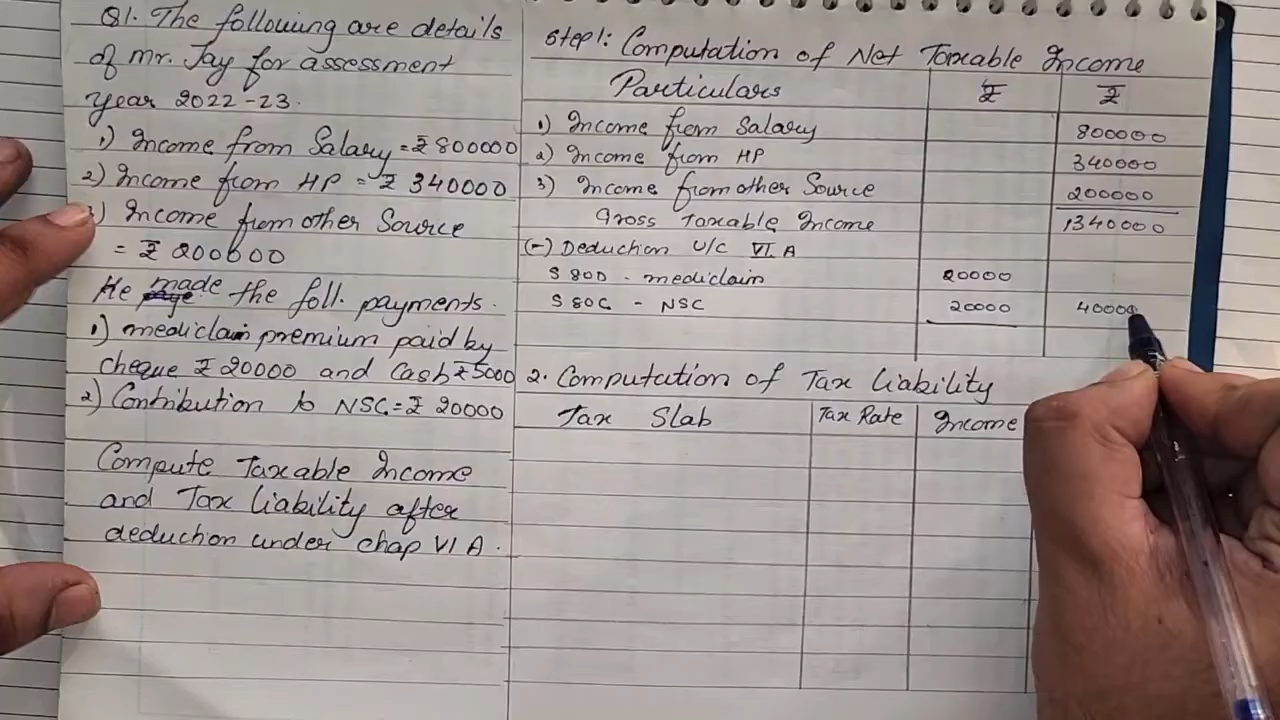 Q1. The following are details
of Mr. Jay for assessment
year 2022-23.
1) Income from Salary = ₹ 800000
2) Income from HP = ₹ 340000
3) Income from other Source
= ₹ 200000
He made the foll. payments.
1) mediclaim premium paid by
cheque ₹ 20000 and Cash ₹ 5000
2) Contribution to NSC = ₹ 20000
Compute Taxable Income
and Tax liability after
deduction under chap VI A.
Step 1: Computation of Net Taxable Income
Particulars ₹ ₹
1) Income from Salary 800000
2) Income from HP 340000
3) Income from other Source 200000
Gross Taxable Income 1340000
(-) Deduction U/C VI.A
S 80D - mediclaim 20000
S 80C - NSC 20000 40000
2. Computation of Tax liability
Tax Slab Tax Rate Income